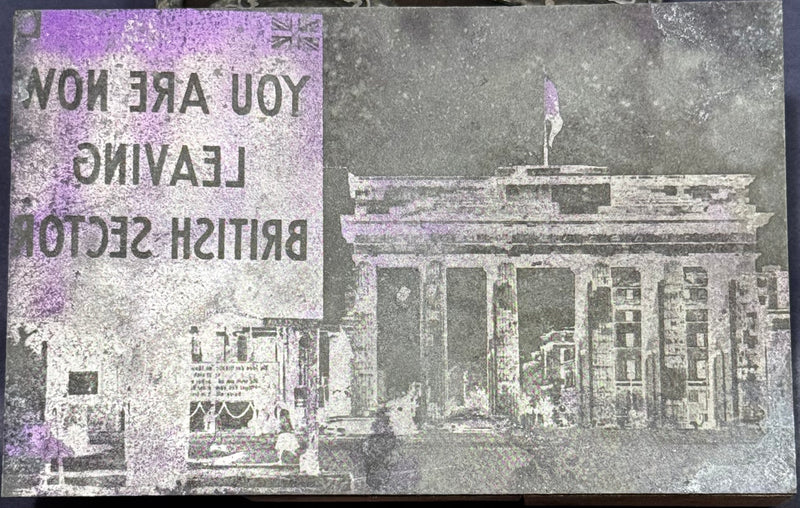 YOU ARE NOW
LEAVING
BRITISH SECTOR